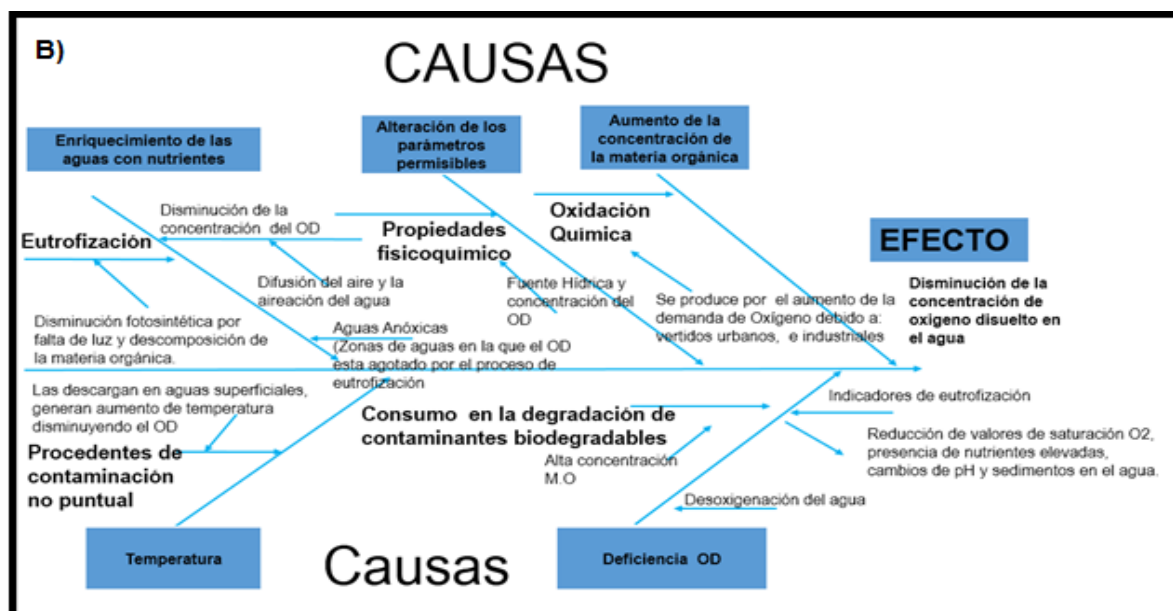 B)
CAUSAS
Enriquecimiento de las
aguas con nutrientes
Alteración de los
parámetros
permisibles
Aumento de la
concentración de
la materia orgánica
Eutrofización
Disminución de la
concentración del OD
Difusión del aire y la
aireación del agua
Disminución fotosintética por
falta de luz y descomposición de
la materia orgánica.
Aguas Anóxicas
(Zonas de aguas en la que el OD
esta agotado por el proceso de
eutrofización
Propiedades
fisicoquímico
Fuente Hídrica y
concentración del
OD
Oxidación
Química
Se produce por el aumento de la
demanda de Oxígeno debido a:
vertidos urbanos, e industriales
EFECTO
Disminución de la
concentración de
oxigeno disuelto en
el agua
Las descargan en aguas superficiales,
generan aumento de temperatura
disminuyendo el OD
Procedentes de
contaminación
no puntual
Consumo en la degradación de
contaminantes biodegradables
Alta concentración
M.O
Indicadores de eutrofización
Reducción de valores de saturación O2,
presencia de nutrientes elevadas,
cambios de pH y sedimentos en el agua.
Desoxigenación del agua
Temperatura
Causas
Deficiencia OD